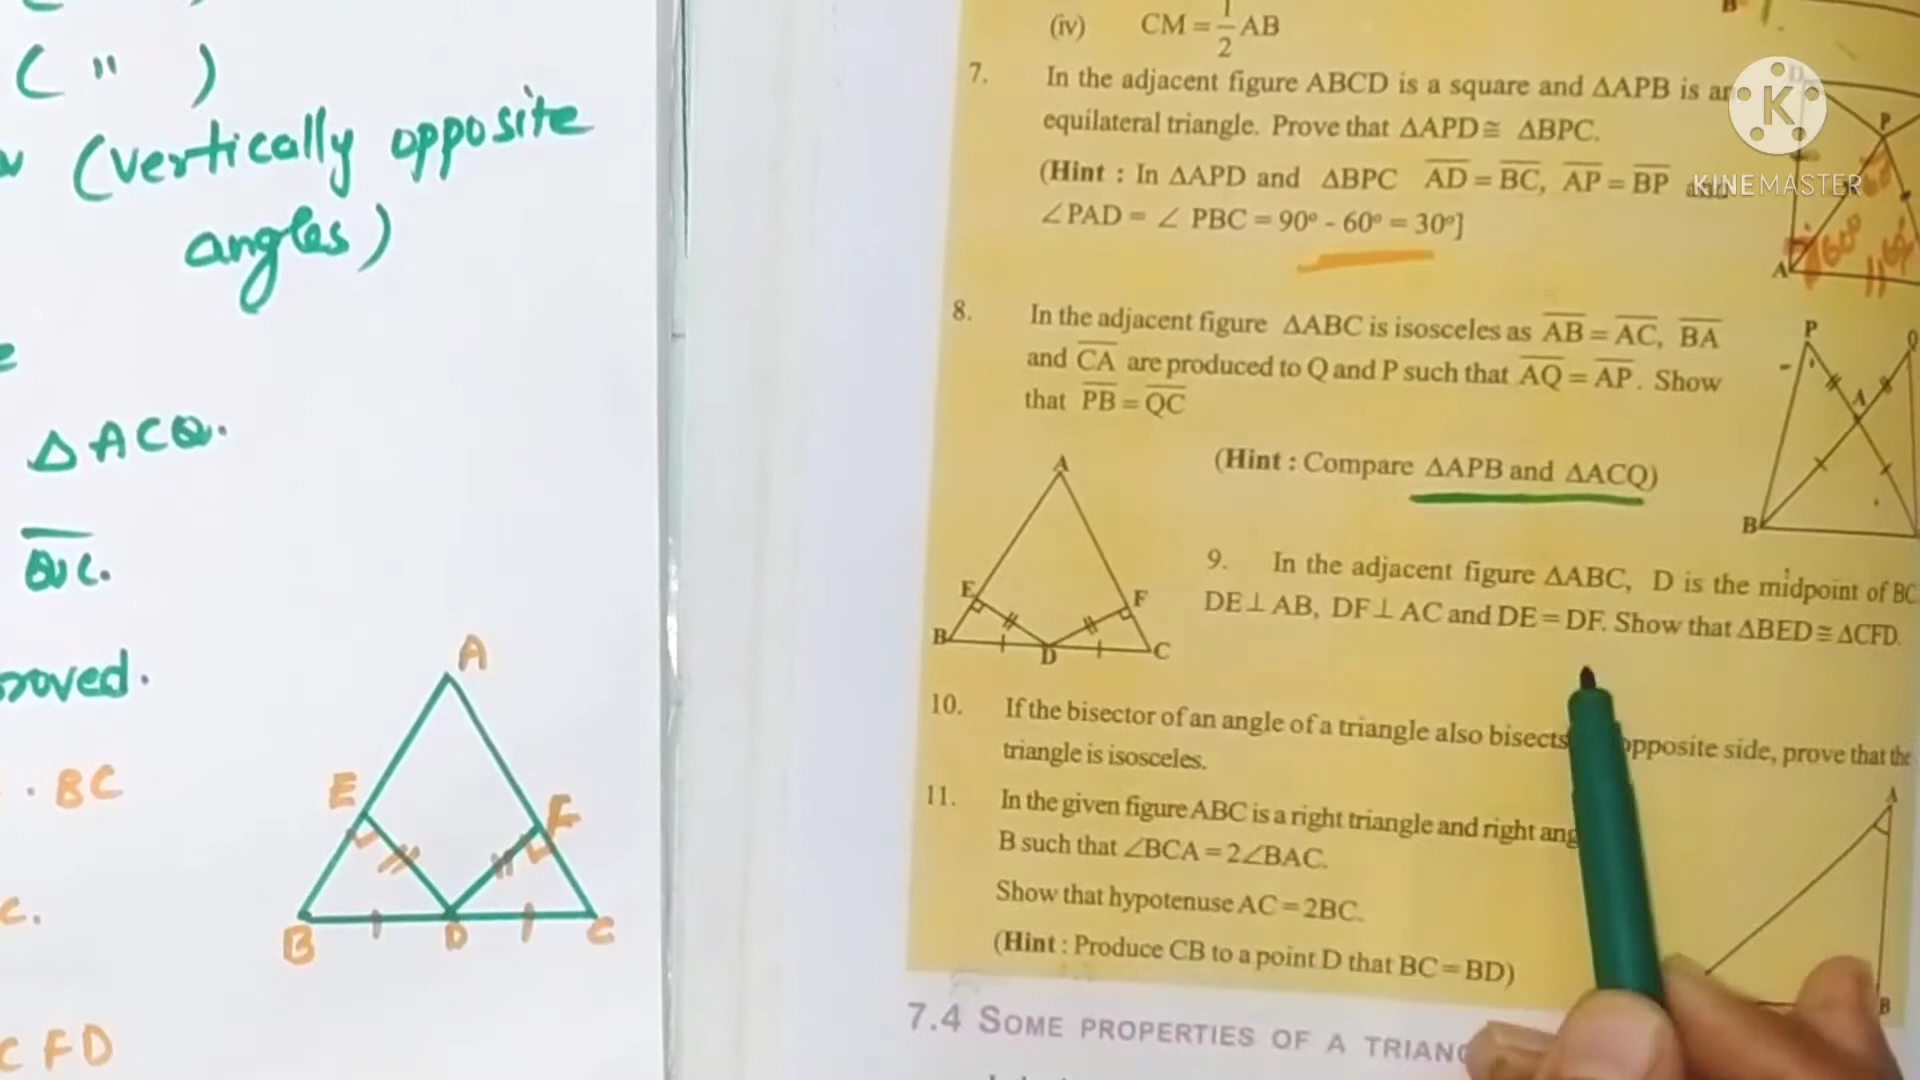 ( " )
(vertically opposite
angles)
Δ ACQ.
QC.
proved.
. BC
C.
CFD
A
E
F
B
D
C
(iv) CM = 1/2 AB
7. In the adjacent figure ABCD is a square and ΔAPB is an
equilateral triangle. Prove that ΔAPD ≅ ΔBPC.
(Hint : In ΔAPD and ΔBPC AD = BC, AP = BP and
∠PAD = ∠ PBC = 90° - 60° = 30°]
D
P
A
60°
KINEMASTER
K
8. In the adjacent figure ΔABC is isosceles as AB = AC, BA
and CA are produced to Q and P such that AQ = AP. Show
that PB = QC
(Hint : Compare ΔAPB and ΔACQ)
P
Q
A
B
A
E
F
B
D
C
9. In the adjacent figure ΔABC, D is the midpoint of BC
DE⊥AB, DF⊥AC and DE=DF. Show that ΔBED≅ΔCFD.
10. If the bisector of an angle of a triangle also bisects opposite side, prove that the
triangle is isosceles.
11. In the given figure ABC is a right triangle and right ang
B such that ∠BCA = 2∠BAC.
Show that hypotenuse AC = 2BC.
(Hint : Produce CB to a point D that BC = BD)
A
B
7.4 SOME PROPERTIES OF A TRIANG